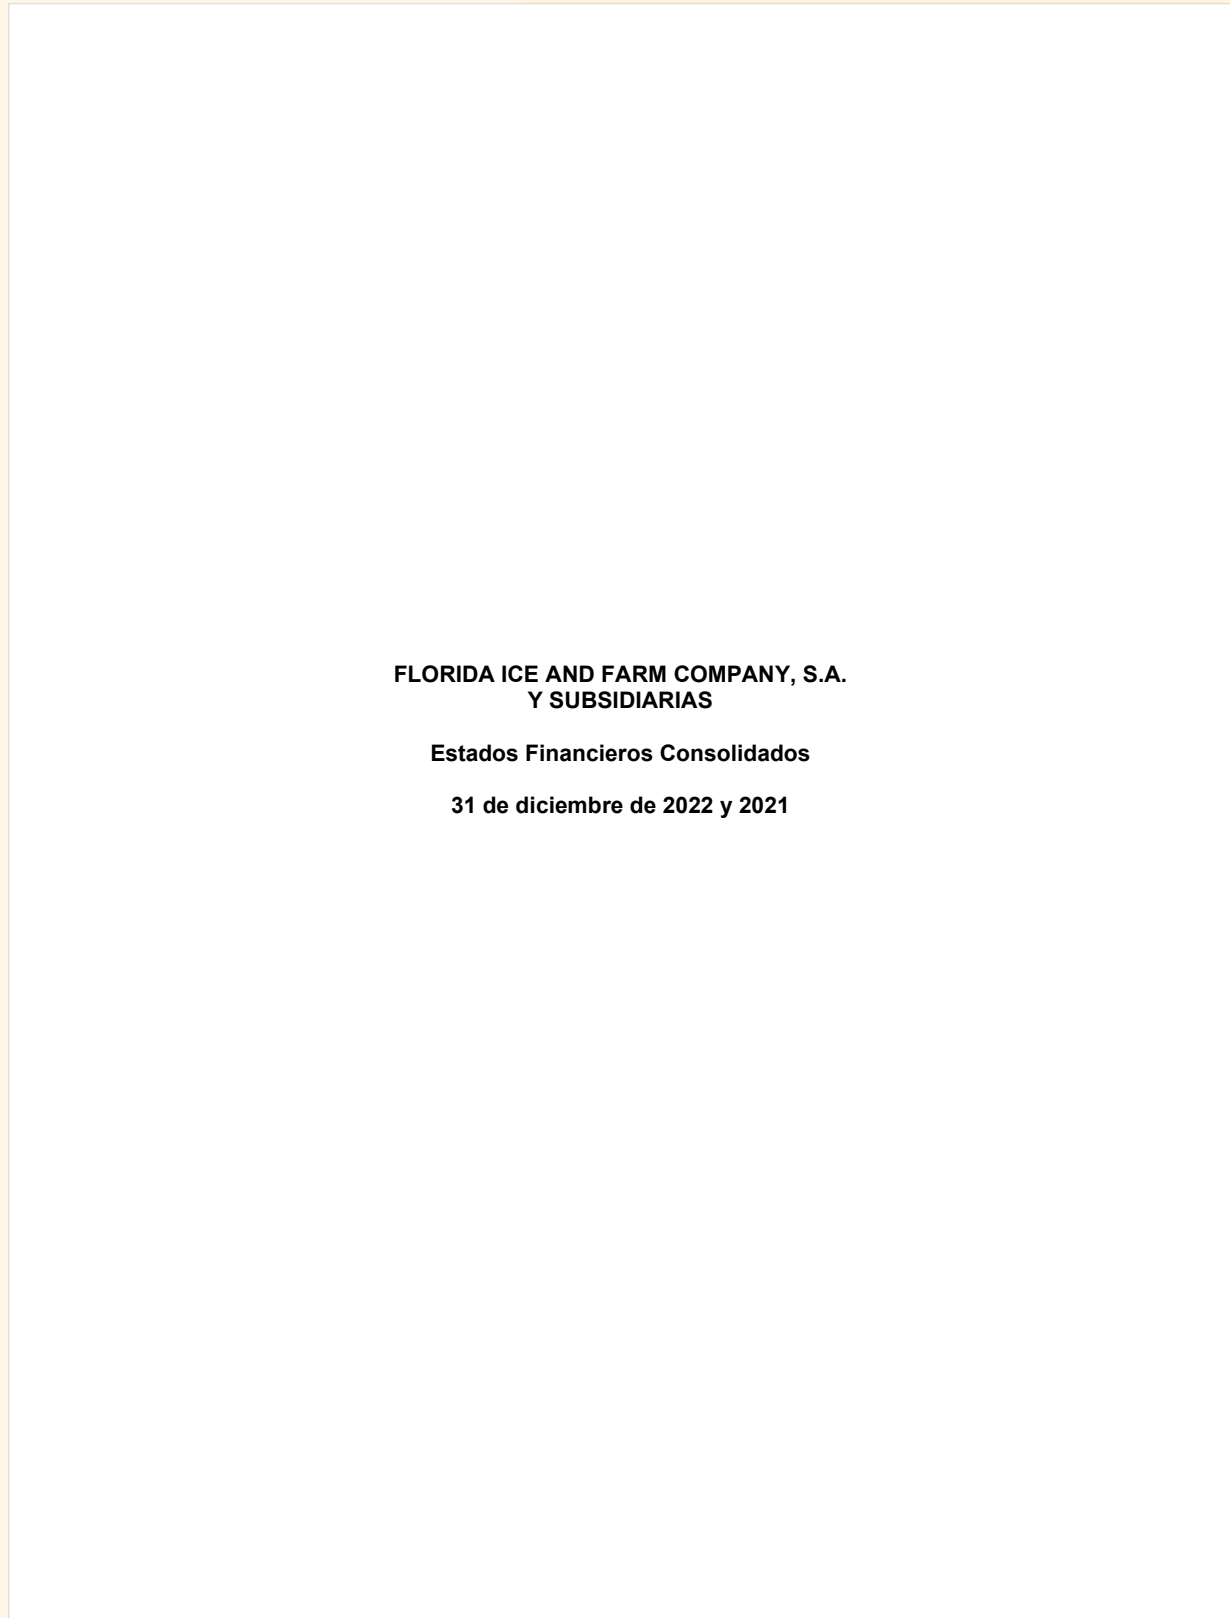 FLORIDA ICE AND FARM COMPANY, S.A.
Y SUBSIDIARIAS
Estados Financieros Consolidados
31 de diciembre de 2022 y 2021